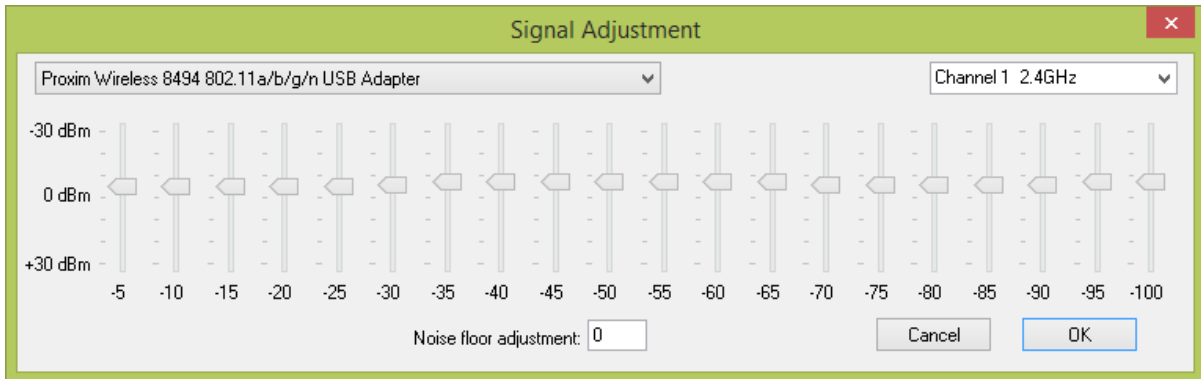 Signal Adjustment
Proxim Wireless 8494 802.11a/b/g/n USB Adapter
Channel 1 2.4GHz
-30 dBm
0 dBm
+30 dBm
-5 -10 -15 -20 -25 -30 -35 -40 -45 -50 -55 -60 -65 -70 -75 -80 -85 -90 -95 -100
Noise floor adjustment: 0
Cancel OK